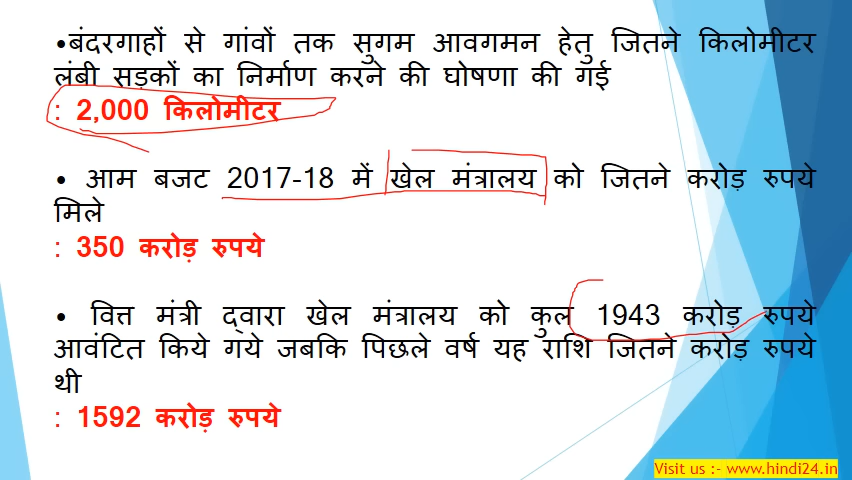 •बंदरगाहों से गांवों तक सुगम आवगमन हेतु जितने किलोमीटर
लंबी सड़कों का निर्माण करने की घोषणा की गई
: 2,000 किलोमीटर
• आम बजट 2017-18 में खेल मंत्रालय को जितने करोड़ रुपये
मिले
: 350 करोड़ रुपये
• वित्त मंत्री द्वारा खेल मंत्रालय को कुल 1943 करोड़ रुपये
आवंटित किये गये जबकि पिछले वर्ष यह राशि जितने करोड़ रुपये
थी
: 1592 करोड़ रुपये
Visit us :- www.hindi24.in